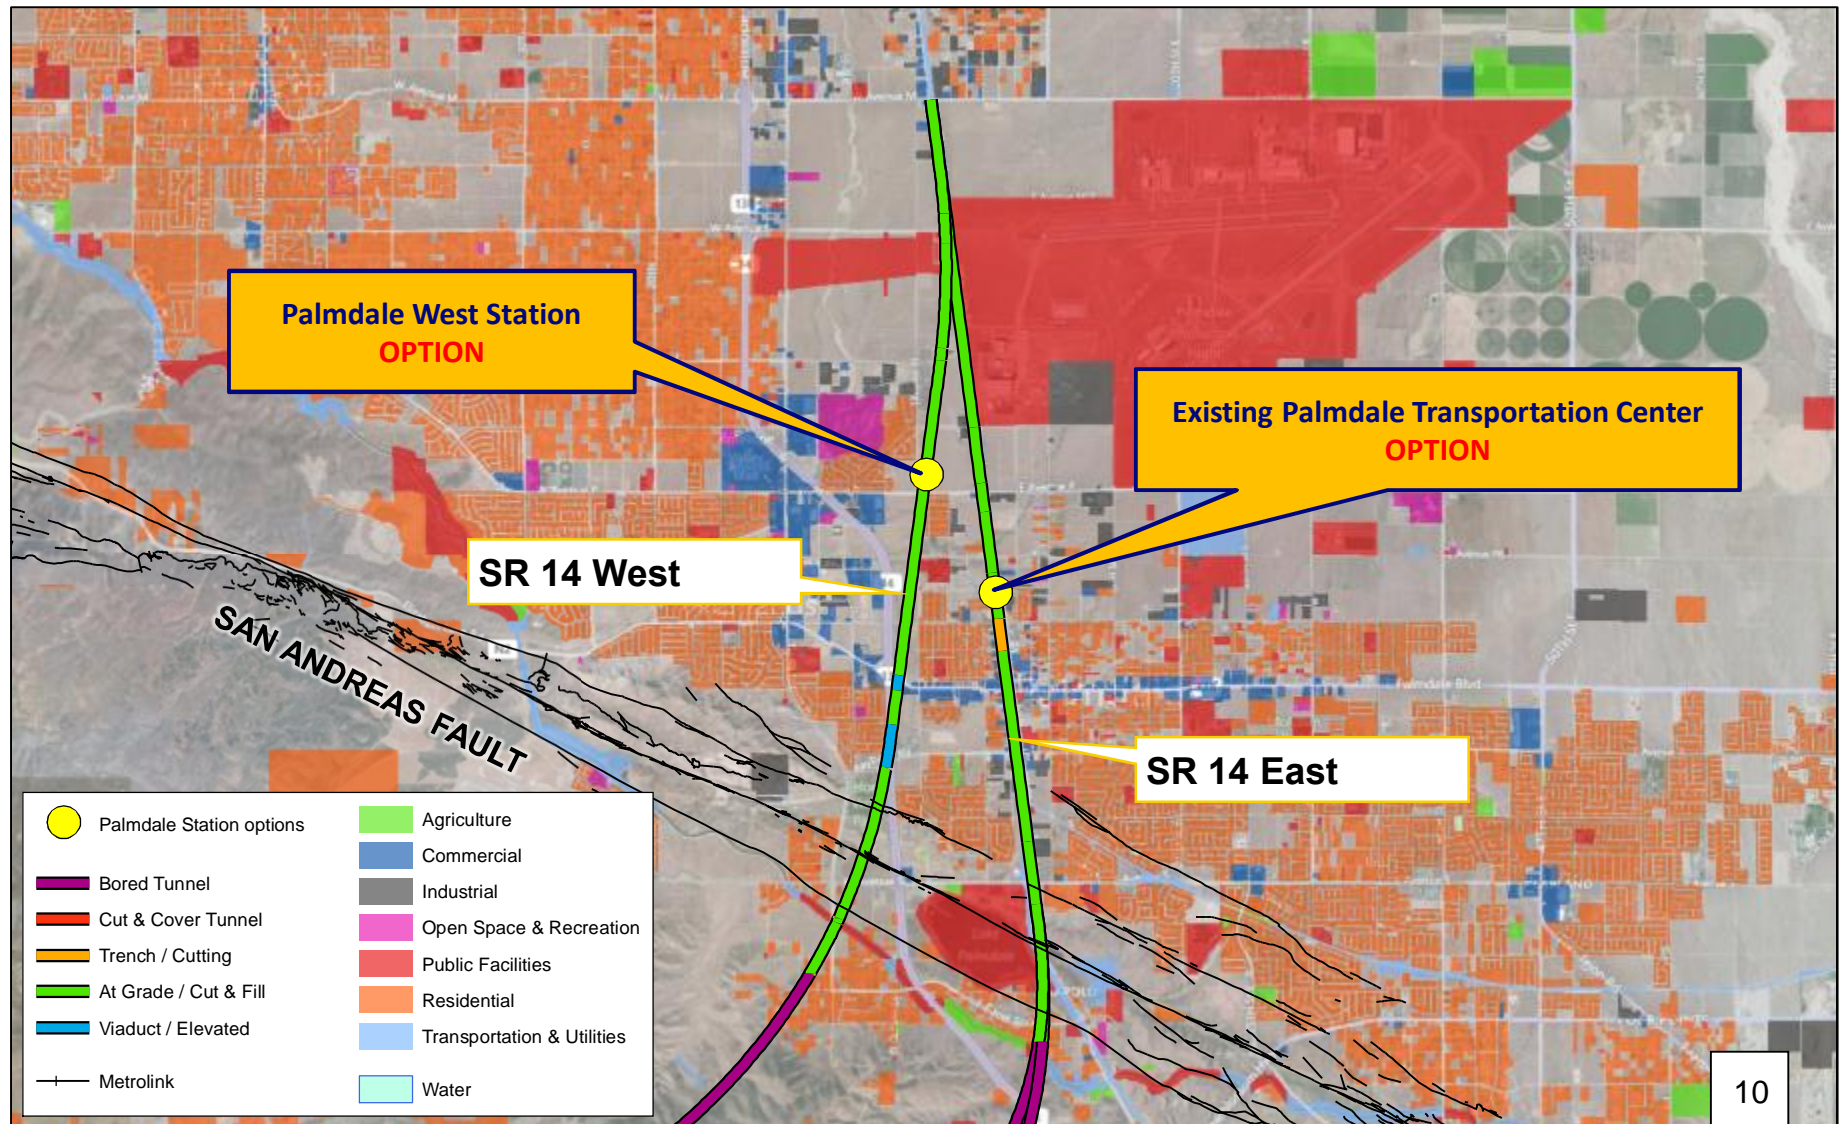 Palmdale West Station
OPTION
Existing Palmdale Transportation Center
OPTION
SR 14 West
SAN ANDREAS FAULT
Palmdale Blvd
SR 14 East
Palmdale Station options
Bored Tunnel
Cut & Cover Tunnel
Trench / Cutting
At Grade / Cut & Fill
Viaduct / Elevated
Metrolink
Agriculture
Commercial
Industrial
Open Space & Recreation
Public Facilities
Residential
Transportation & Utilities
Water
10